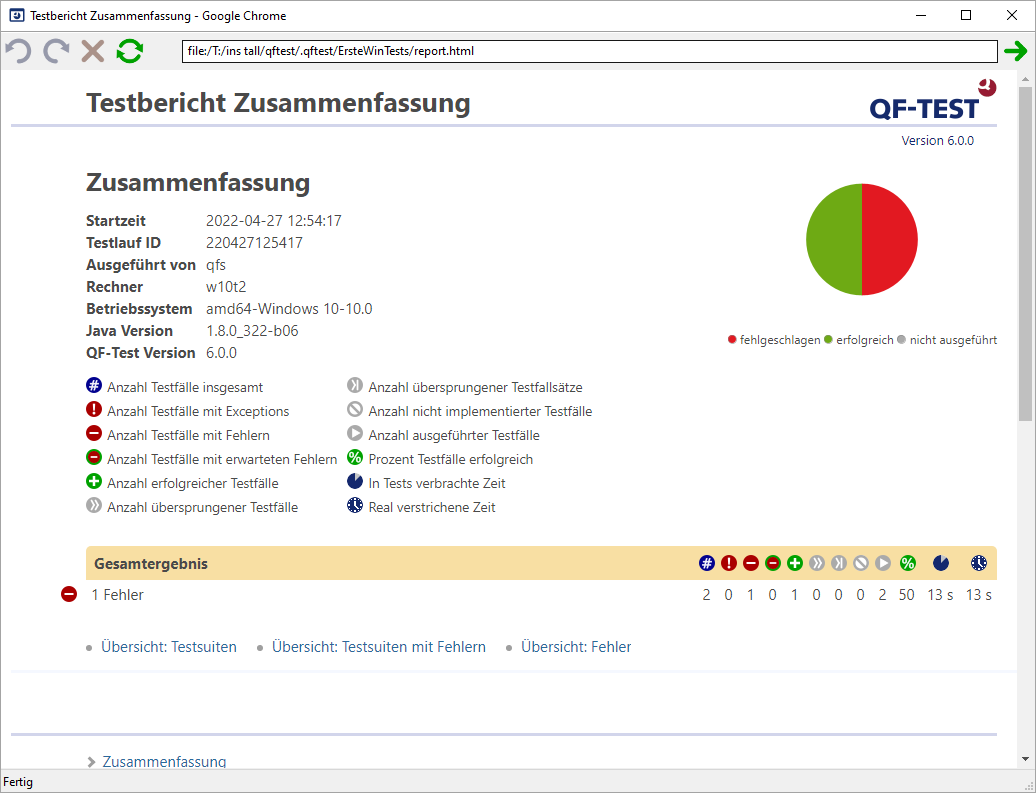 Testbericht Zusammenfassung - Google Chrome
file:/T:/ins tall/qftest/.qftest/ErsteWinTests/report.html
Testbericht Zusammenfassung
QF-TEST
Version 6.0.0
Zusammenfassung
Startzeit 2022-04-27 12:54:17
Testlauf ID 220427125417
Ausgeführt von qfs
Rechner w10t2
Betriebssystem amd64-Windows 10-10.0
Java Version 1.8.0_322-b06
QF-Test Version 6.0.0
fehlgeschlagen erfolgreich nicht ausgeführt
# Anzahl Testfälle insgesamt Anzahl übersprungener Testfallsätze
! Anzahl Testfälle mit Exceptions Anzahl nicht implementierter Testfälle
Anzahl Testfälle mit Fehlern Anzahl ausgeführter Testfälle
Anzahl Testfälle mit erwarteten Fehlern % Prozent Testfälle erfolgreich
Anzahl erfolgreicher Testfälle In Tests verbrachte Zeit
Anzahl übersprungener Testfälle Real verstrichene Zeit
Gesamtergebnis # ! %
1 Fehler 2 0 1 0 1 0 0 0 2 50 13 s 13 s
Übersicht: Testsuiten Übersicht: Testsuiten mit Fehlern Übersicht: Fehler
Zusammenfassung
Fertig